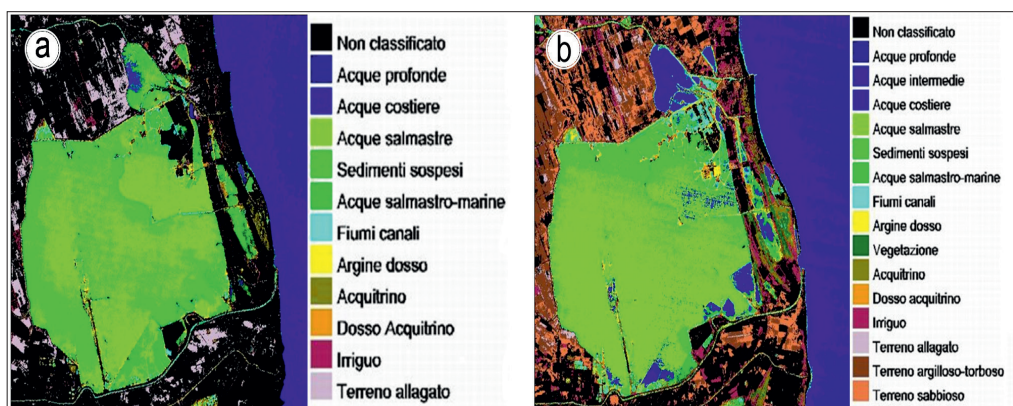 a
Non classificato
Acque profonde
Acque costiere
Acque salmastre
Sedimenti sospesi
Acque salmastro-marine
Fiumi canali
Argine dosso
Acquitrino
Dosso Acquitrino
Irriguo
Terreno allagato
b
Non classificato
Acque profonde
Acque intermedie
Acque costiere
Acque salmastre
Sedimenti sospesi
Acque salmastro-marine
Fiumi canali
Argine dosso
Vegetazione
Acquitrino
Dosso acquitrino
Irriguo
Terreno allagato
Terreno argilloso-torboso
Terreno sabbioso